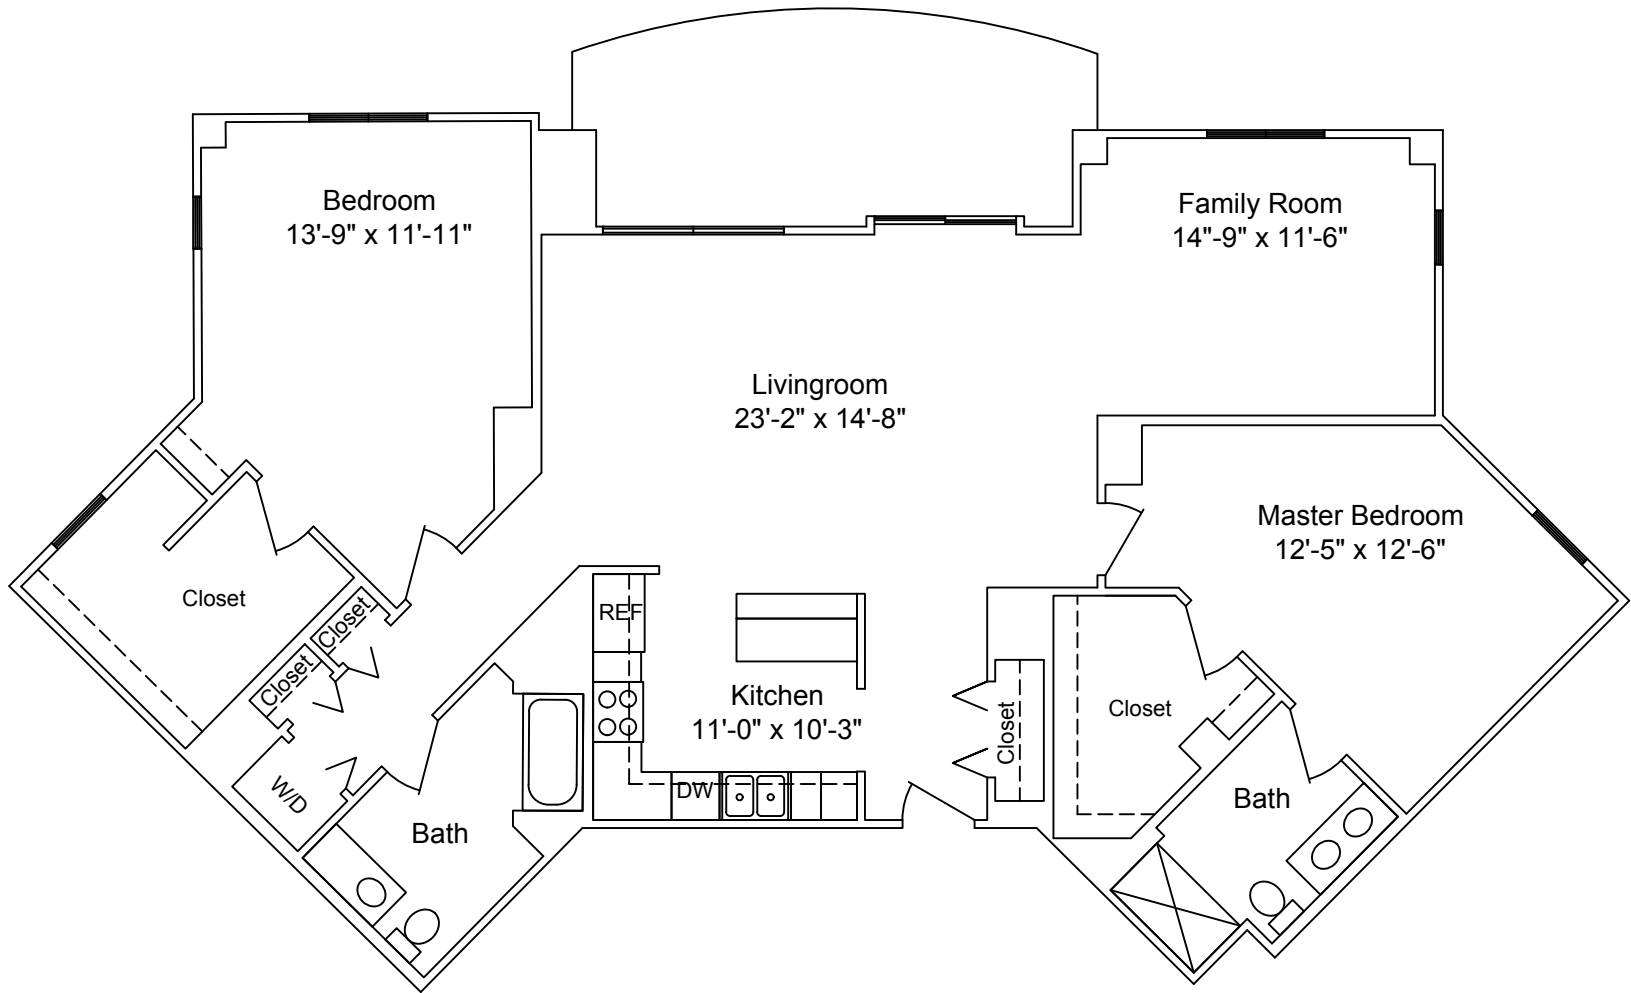 Bedroom
13'-9" x 11'-11"
Family Room
14"-9" x 11'-6"
Livingroom
23'-2" x 14'-8"
Master Bedroom
12'-5" x 12'-6"
Closet
Closet
Closet
REF
Kitchen
11'-0" x 10'-3"
Closet
Closet
W/D
DW
Bath
Bath